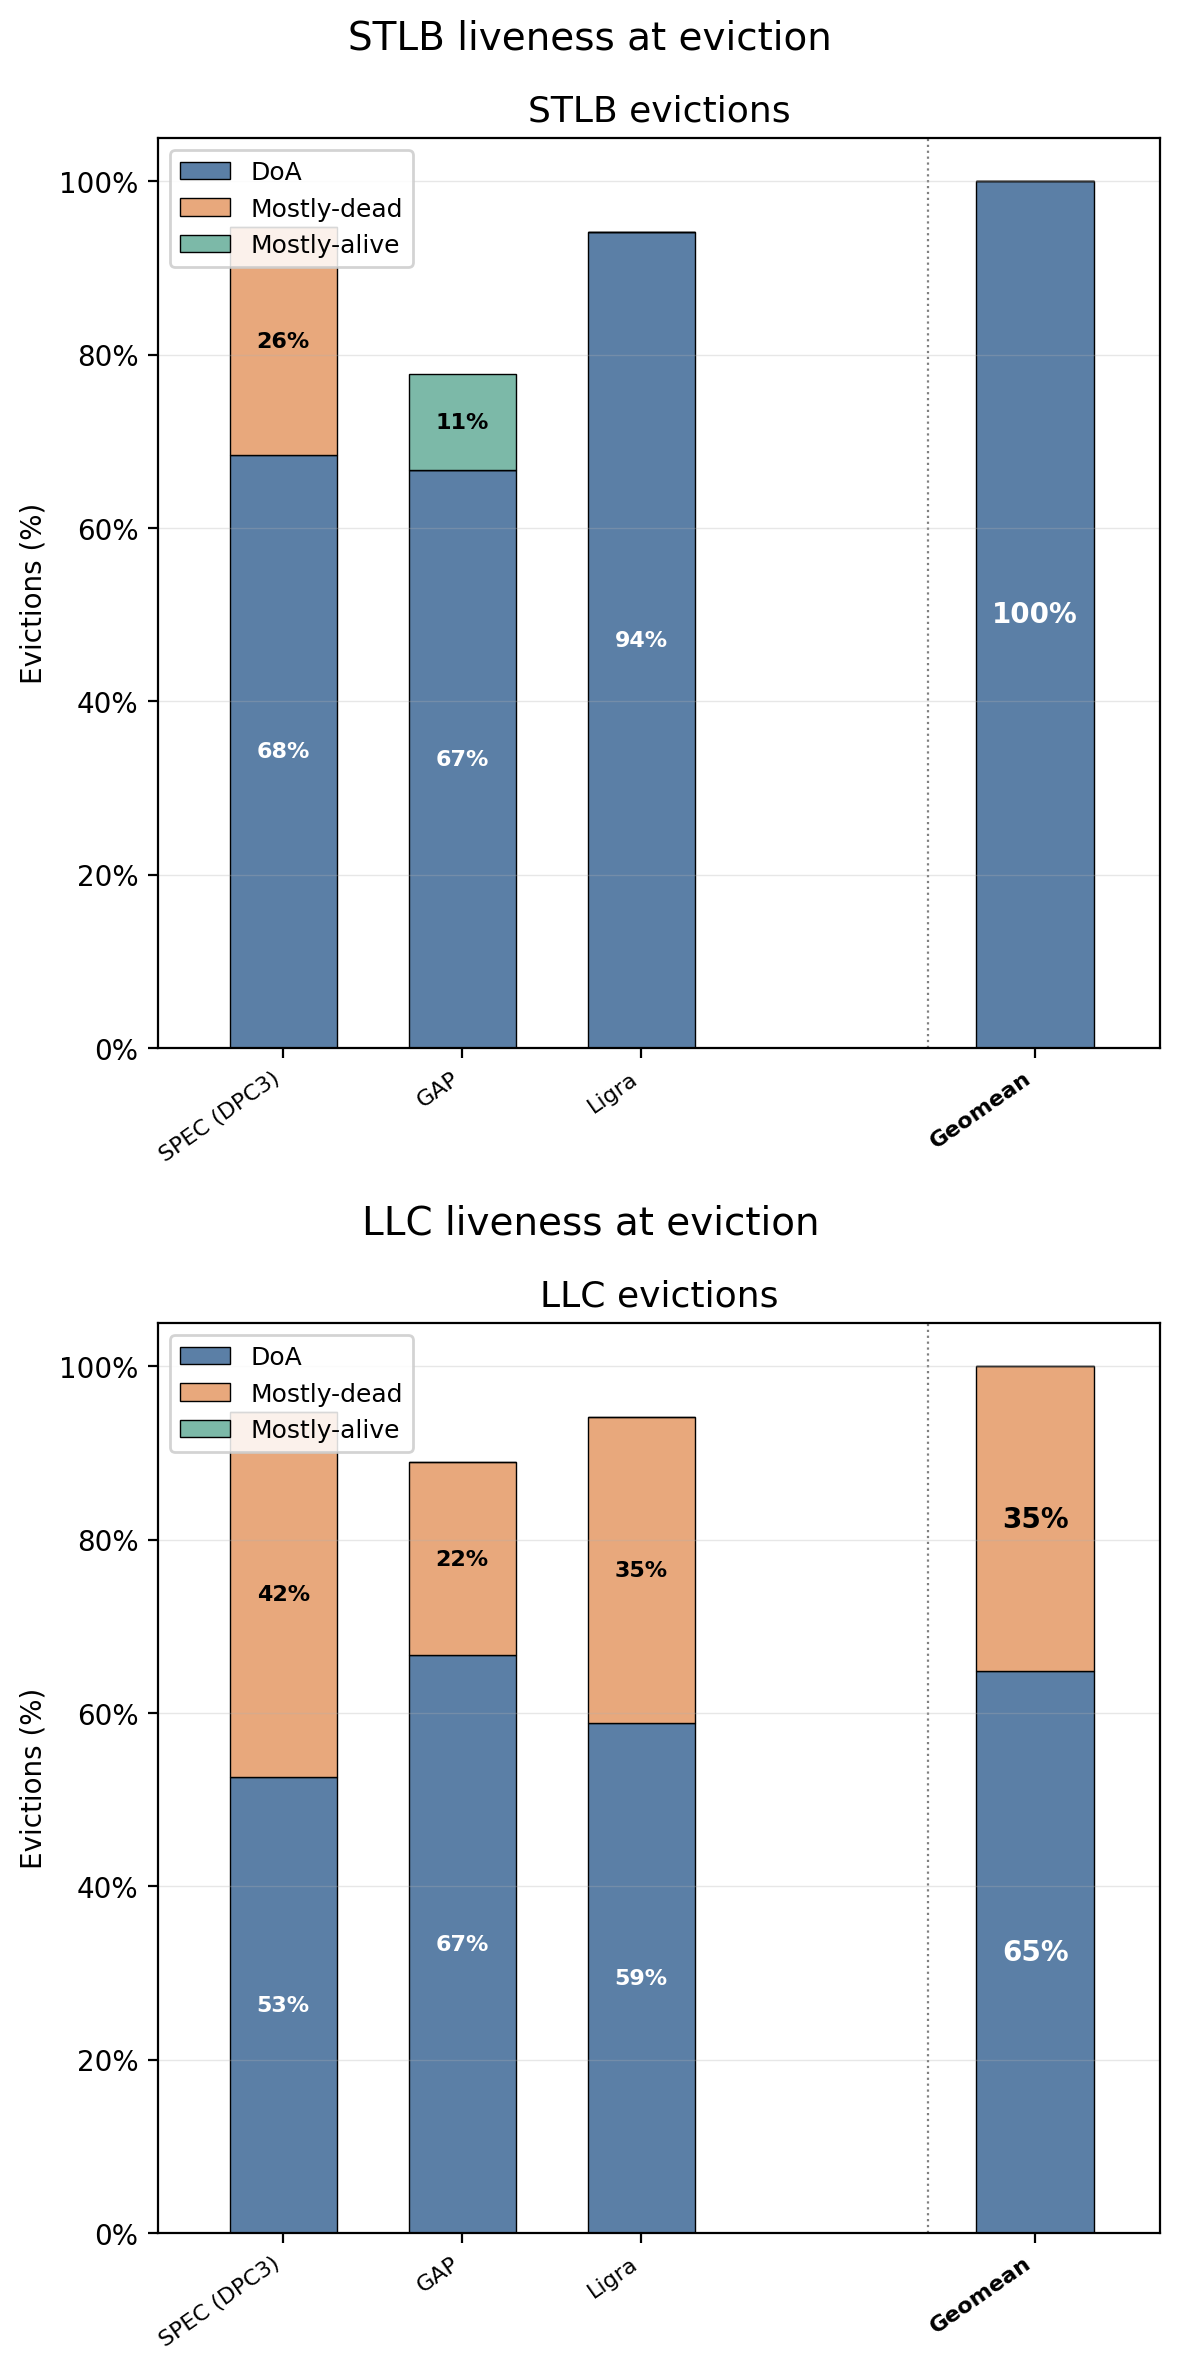 STLB liveness at eviction
STLB evictions
DoA
Mostly-dead
Mostly-alive
100%
80%
60%
40%
20%
0%
Evictions (%)
26%
68%
11%
67%
94%
100%
SPEC (DPC3)
GAP
Ligra
Geomean
LLC liveness at eviction
LLC evictions
DoA
Mostly-dead
Mostly-alive
100%
80%
60%
40%
20%
0%
Evictions (%)
42%
53%
22%
67%
35%
59%
35%
65%
SPEC (DPC3)
GAP
Ligra
Geomean